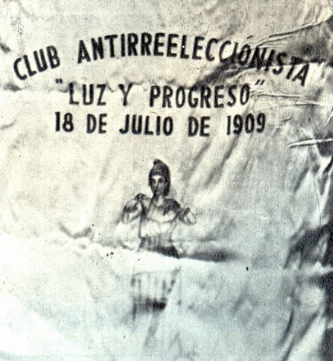 CLUB ANTIRREELECCIONISTA
"LUZ Y PROGRESO"
18 DE JULIO DE 1909